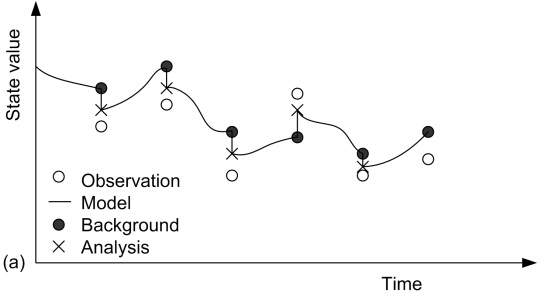 State value
Observation
Model
Background
Analysis
(a)
Time